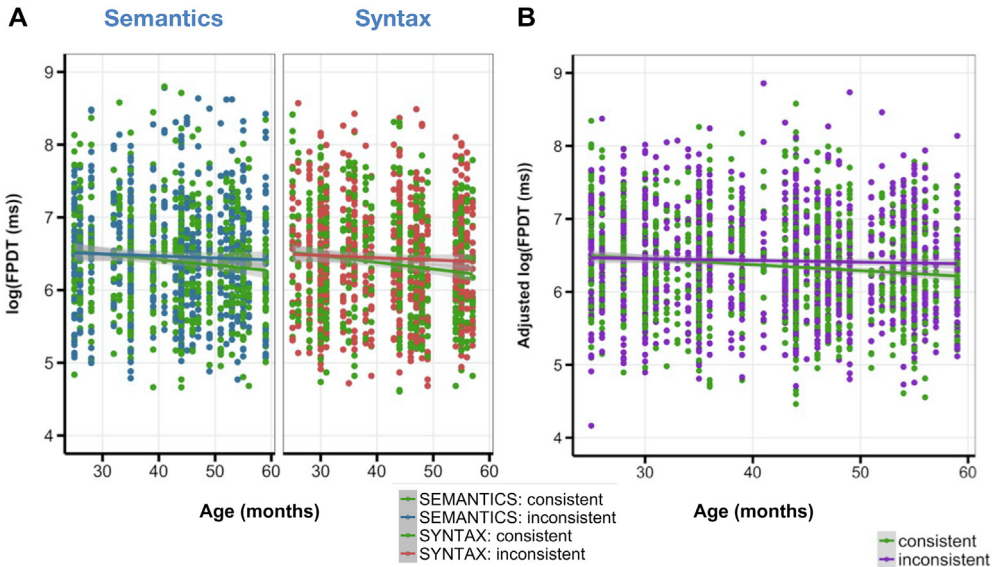 A
Semantics
Syntax
B
log(FPDT (ms))
9
8
7
6
5
4
30
40
50
60
30
40
50
60
Age (months)
Adjusted log((FPDT (ms))
9
8
7
6
5
4
30
40
50
60
Age (months)
SEMANTICS: consistent
SEMANTICS: inconsistent
SYNTAX: consistent
SYNTAX: inconsistent
consistent
inconsistent